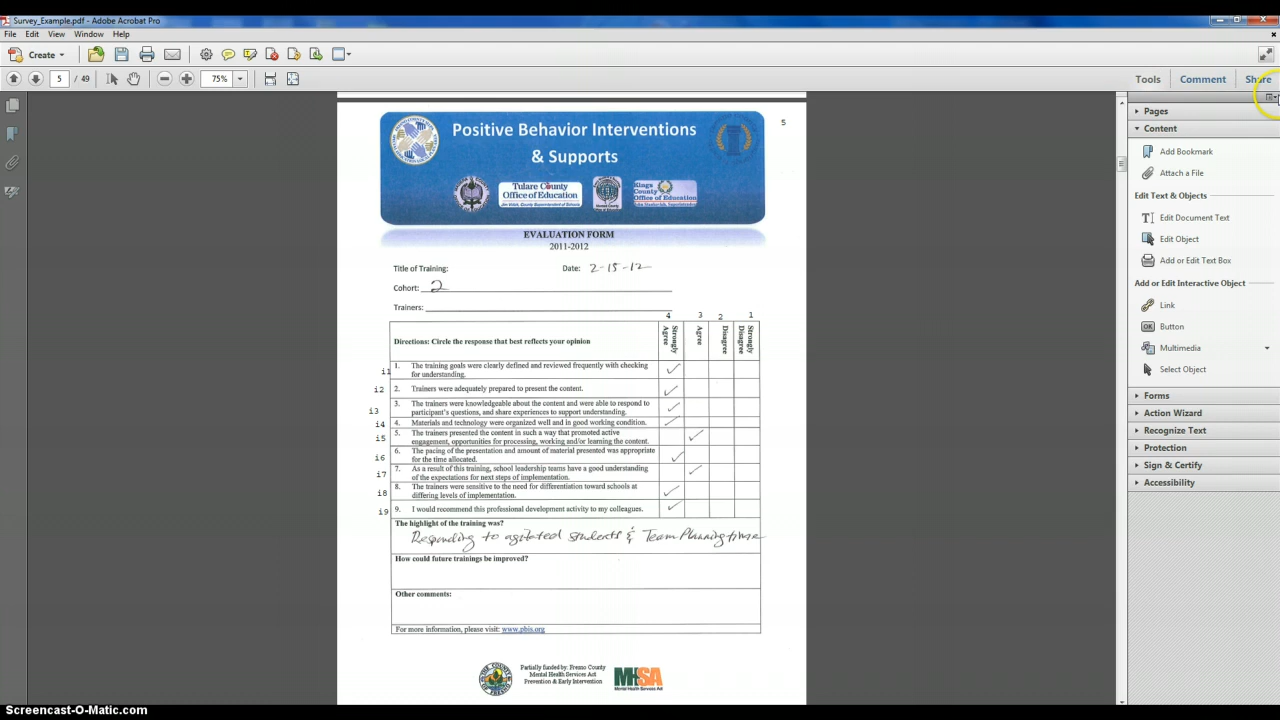 Survey_Example.pdf - Adobe Acrobat Pro
File Edit View Window Help
Create
5 / 49 75% Tools Comment Share
5
Positive Behavior Interventions
& Supports
Tulare County
Office of Education
Kings
County
Office of Education
EVALUATION FORM
2011-2012
Title of Training: Date: 2-15-12
Cohort: 2
Trainers:
4 3 2 1
Directions: Circle the response that best reflects your opinion
Strongly Agree
Agree
Disagree
Strongly Disagree
i1 1. The training goals were clearly defined and reviewed frequently with checking
for understanding.
i2 2. Trainers were adequately prepared to present the content.
i3 3. The trainers were knowledgeable about the content and were able to respond to
participant's questions, and share experiences to support understanding.
i4 4. Materials and technology were organized well and in good working condition.
i5 5. The trainers presented the content in such a way that promoted active
engagement, opportunities for processing, working and/or learning the content.
i6 6. The pacing of the presentation and amount of material presented was appropriate
for the time allocated.
i7 7. As a result of this training, school leadership teams have a good understanding
of the expectations for next steps of implementation.
i8 8. The trainers were sensitive to the need for differentiation toward schools at
differing levels of implementation.
i9 9. I would recommend this professional development activity to my colleagues.
The highlight of the training was?
Responding to agitated students & Team Planning time
How could future trainings be improved?
Other comments:
For more information, please visit: www.pbis.org
Partially funded by: Fresno County
Mental Health Services Act
Prevention & Early Intervention
MHSA
Mental Health Services Act
Pages
Content
Add Bookmark
Attach a File
Edit Text & Objects
Edit Document Text
Edit Object
Add or Edit Text Box
Add or Edit Interactive Object
Link
OK Button
Multimedia
Select Object
Forms
Action Wizard
Recognize Text
Protection
Sign & Certify
Accessibility
Screencast-O-Matic.com